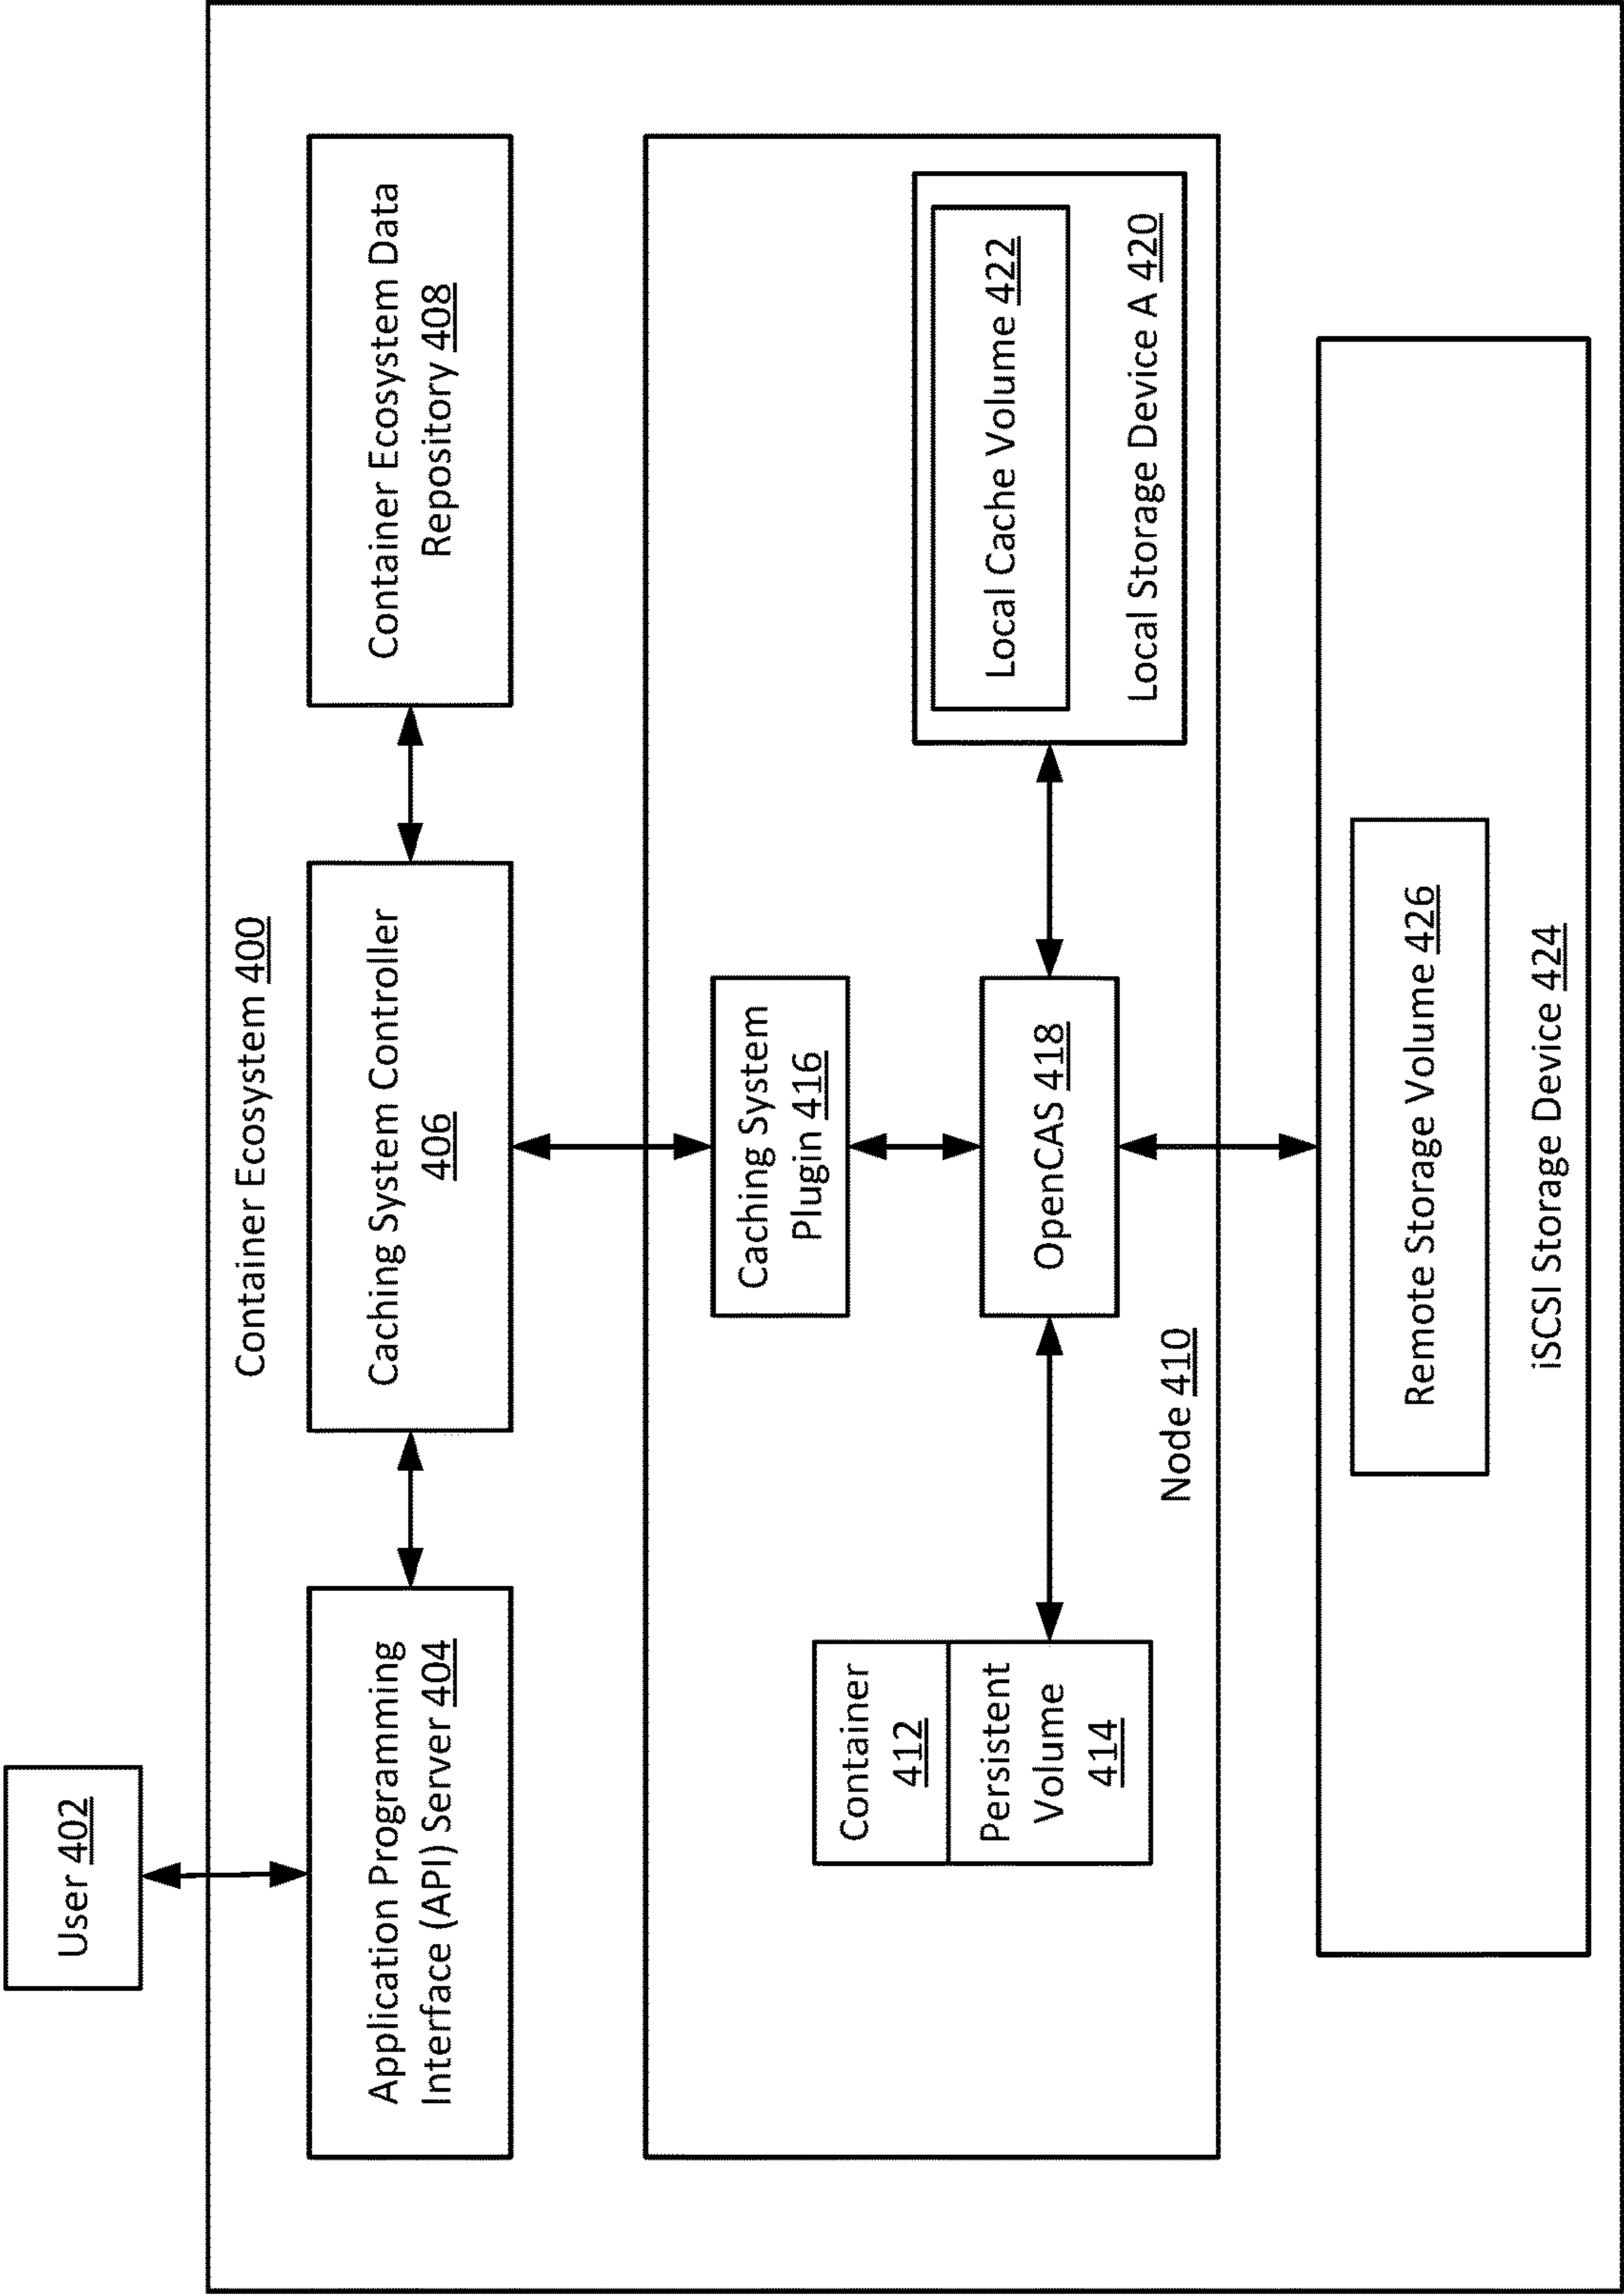 User 402
Container Ecosystem 400
Application Programming
Interface (API) Server 404
Caching System Controller
406
Container Ecosystem Data
Repository 408
Caching System
Plugin 416
Container
412
Persistent
Volume
414
OpenCAS 418
Local Cache Volume 422
Local Storage Device A 420
Node 410
Remote Storage Volume 426
iSCSI Storage Device 424